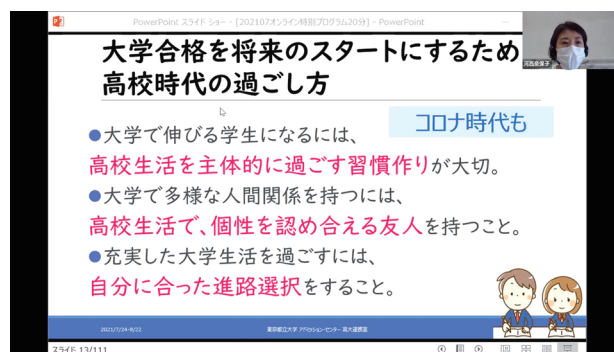 PowerPoint スライド ショー - [202107オンライン特別プログラム20分] - PowerPoint
大学合格を将来のスタートにするため
高校時代の過ごし方
コロナ時代も
●大学で伸びる学生になるには、
高校生活を主体的に過ごす習慣作りが大切。
●大学で多様な人間関係を持つには、
高校生活で、個性を認め合える友人を持つこと。
●充実した大学生活を過ごすには、
自分に合った進路選択をすること。
2021/7/24-8/22
東京都立大学 アドミッション・センター 高大連携室
スライド 13/111